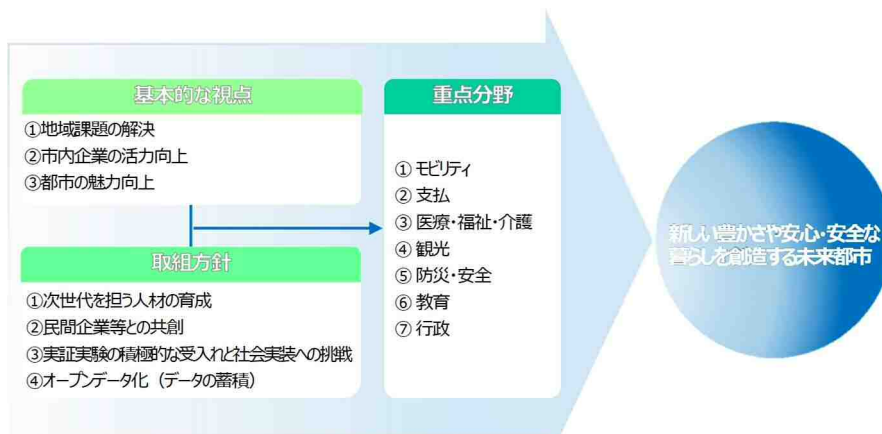 基本的な視点
①地域課題の解決
②市内企業の活力向上
③都市の魅力向上
取組方針
①次世代を担う人材の育成
②民間企業等との共創
③実証実験の積極的な受入れと社会実装への挑戦
④オープンデータ化（データの蓄積）
重点分野
① モビリティ
② 支払
③ 医療・福祉・介護
④ 観光
⑤ 防災・安全
⑥ 教育
⑦ 行政
新しい豊かさや安心・安全な
暮らしを創造する未来都市